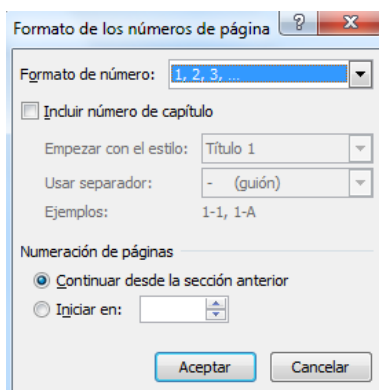 Formato de los números de página
Formato de número: 1, 2, 3, ...
Incluir número de capítulo
Empezar con el estilo: Título 1
Usar separador: - (guión)
Ejemplos: 1-1, 1-A
Numeración de páginas
Continuar desde la sección anterior
Iniciar en:
Aceptar Cancelar